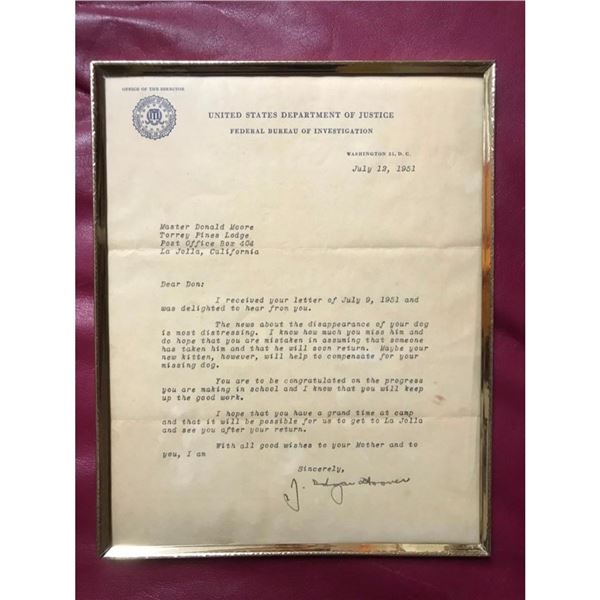 OFFICE OF THE DIRECTOR
UNITED STATES DEPARTMENT OF JUSTICE
FEDERAL BUREAU OF INVESTIGATION
WASHINGTON 25, D. C.
July 12, 1951
Master Donald Moore
Torrey Pines Lodge
Post Office Box 404
La Jolla, California
Dear Don:
I received your letter of July 9, 1951 and
was delighted to hear from you.
The news about the disappearance of your dog
is most distressing. I know how much you miss him and
do hope that you are mistaken in assuming that someone
has taken him and that he will soon return. Maybe your
new kitten, however, will help to compensate for your
missing dog.
You are to be congratulated on the progress
you are making in school and I know that you will keep
up the good work.
I hope that you have a grand time at camp
and that it will be possible for us to get to La Jolla
and see you after your return.
With all good wishes to your Mother and to
you, I am
Sincerely,
J. Edgar Hoover